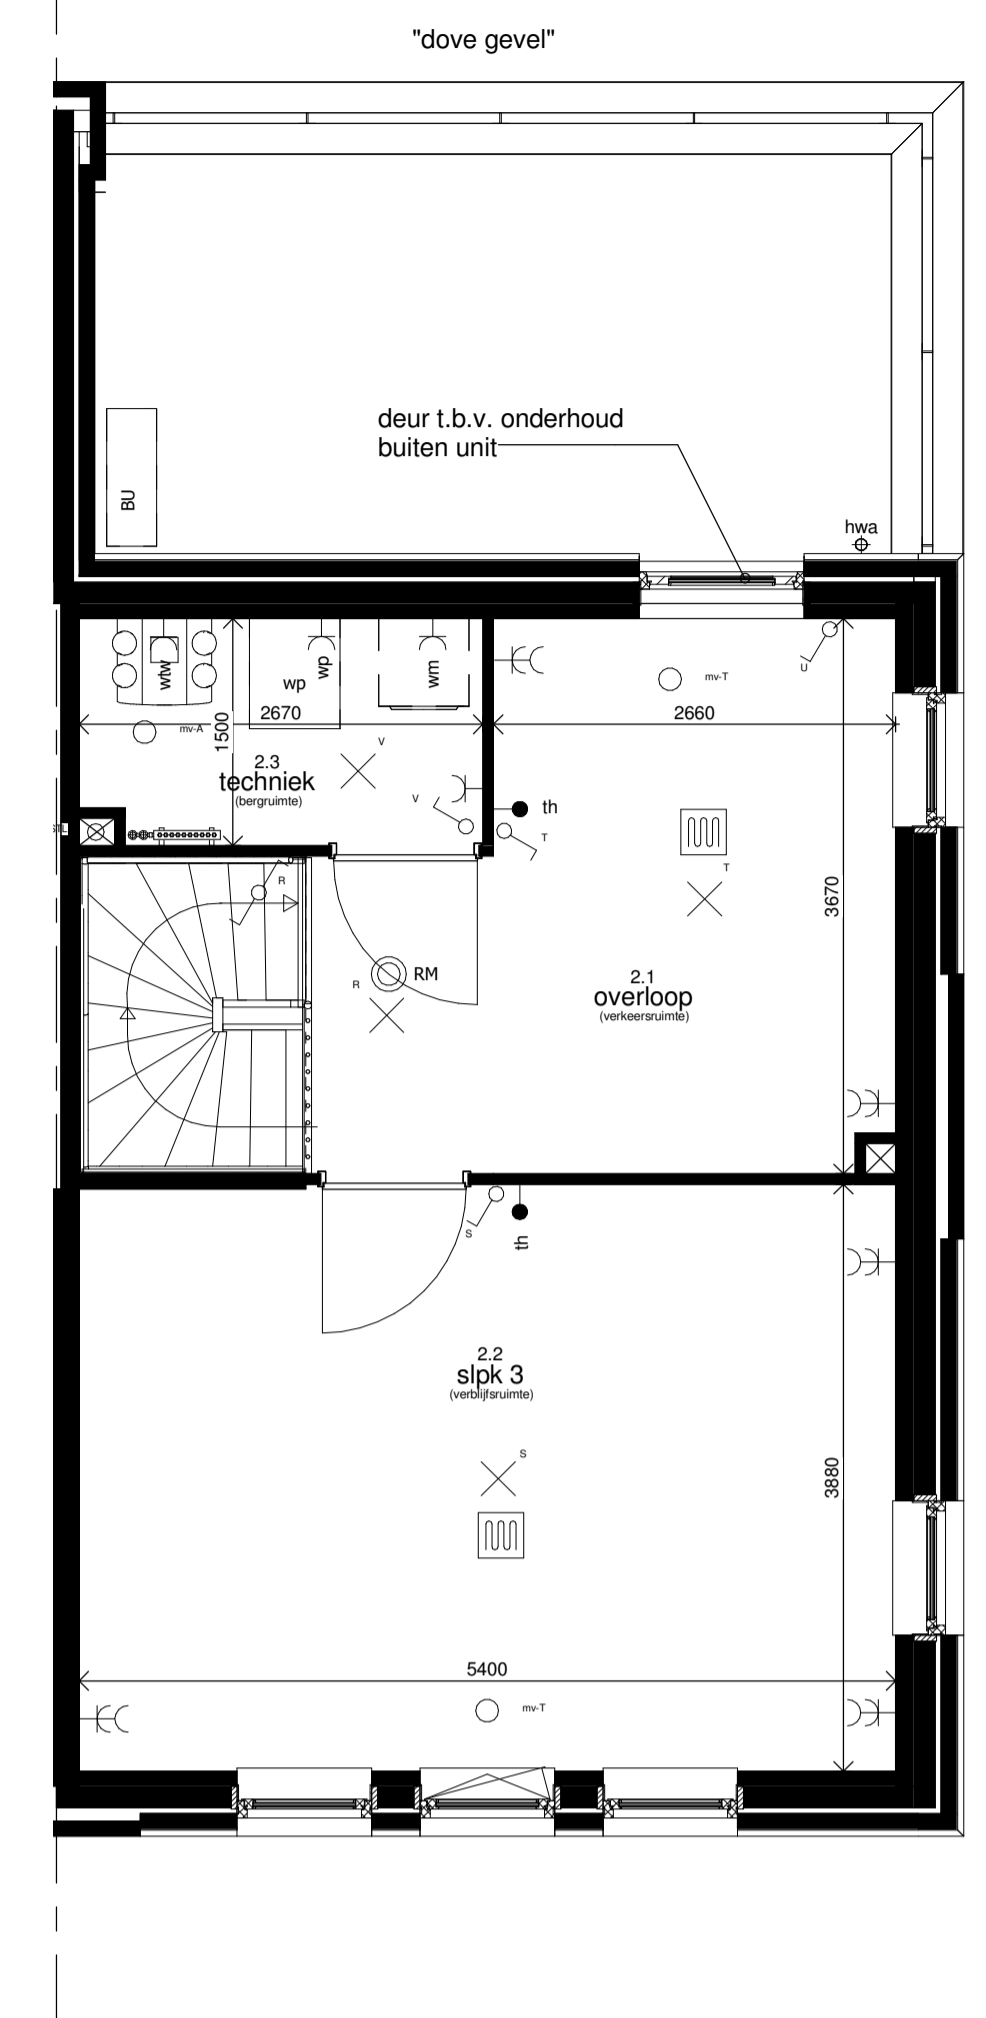 "dove gevel"
deur t.b.v. onderhoud
buiten unit
BU
hwa
wtw
wp
wp
wm
U
mv-T
mv-A
1500
2670
2660
V
2.3
techniek
(bergruimte)
V
th
T
T
R
3670
R
RM
2.1
overloop
(verkeersruimte)
S
th
2.2
slpk 3
(verblijfsruimte)
S
3880
5400
mv-T